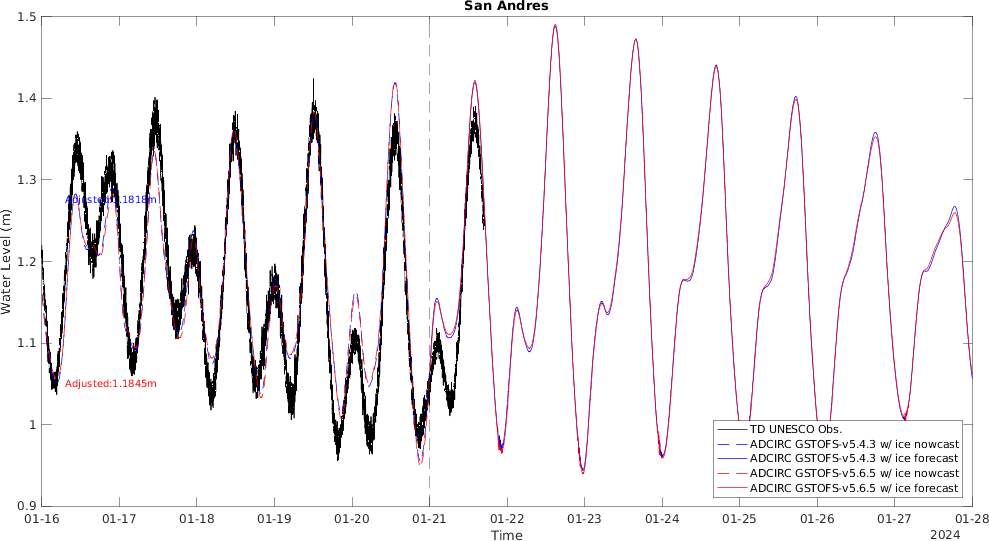 San Andres
1.5
1.4
1.3
1.2
1.1
1
0.9
Water Level (m)
Adjusted:1.1818m
Adjusted:1.1845m
TD UNESCO Obs.
ADCIRC GSTOFS-v5.4.3 w/ ice nowcast
ADCIRC GSTOFS-v5.4.3 w/ ice forecast
ADCIRC GSTOFS-v5.6.5 w/ ice nowcast
ADCIRC GSTOFS-v5.6.5 w/ ice forecast
01-16 01-17 01-18 01-19 01-20 01-21 01-22 01-23 01-24 01-25 01-26 01-27 01-28
Time
2024